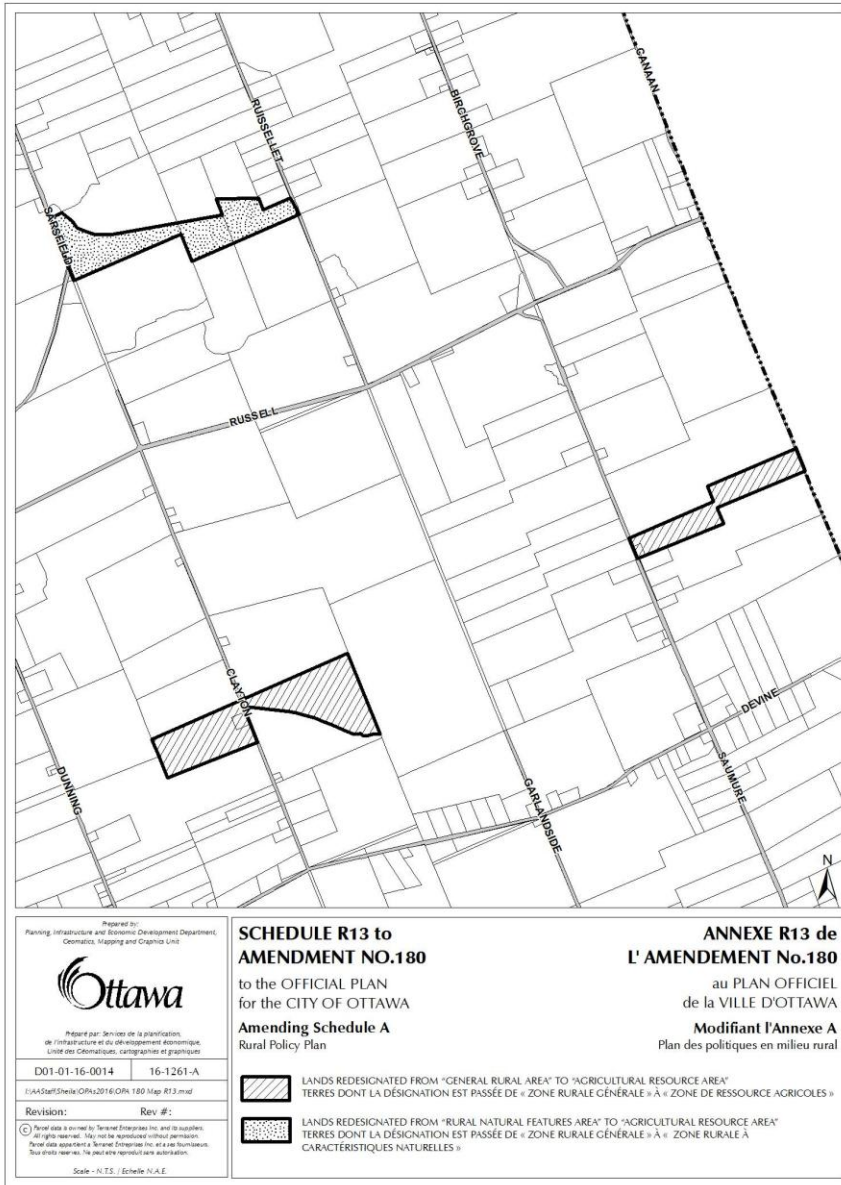 SARSFIELD
RUISSELLET
BIRCHGROVE
CANAAN
RUSSELL
CLAYTON
DUNNING
GARLANDSIDE
DEVINE
SAUMURE
N
Prepared by:
Planning, Infrastructure and Economic Development Department,
Geomatics, Mapping and Graphics Unit
Ottawa
Préparé par: Services de la planification,
de l'infrastructure et du développement économique,
Unité des Géomatiques, cartographies et graphiques
D01-01-16-0014 16-1261-A
I:\AAStaff\Sheila\OPAs2016\OPA 180 Map R13.mxd
Revision: Rev #:
© Parcel data is owned by Teranet Enterprises Inc. and its suppliers.
All rights reserved. May not be reproduced without permission.
Parcel data appartient à Teranet Entreprises Inc. et a ses fournisseurs.
Tous droits reserves. Ne peut etre reproduit sans autorisation.
Scale - N.T.S. / Echelle N.A.E.
SCHEDULE R13 to
AMENDMENT NO.180
to the OFFICIAL PLAN
for the CITY OF OTTAWA
Amending Schedule A
Rural Policy Plan
ANNEXE R13 de
L' AMENDEMENT No.180
au PLAN OFFICIEL
de la VILLE D'OTTAWA
Modifiant l'Annexe A
Plan des politiques en milieu rural
LANDS REDESIGNATED FROM "GENERAL RURAL AREA" TO "AGRICULTURAL RESOURCE AREA"
TERRES DONT LA DÉSIGNATION EST PASSÉE DE « ZONE RURALE GÉNÉRALE » À « ZONE DE RESSOURCE AGRICOLES »
LANDS REDESIGNATED FROM "RURAL NATURAL FEATURES AREA" TO "AGRICULTURAL RESOURCE AREA"
TERRES DONT LA DÉSIGNATION EST PASSÉE DE « ZONE RURALE GÉNÉRALE » À « ZONE RURALE À
CARACTÉRISTIQUES NATURELLES »